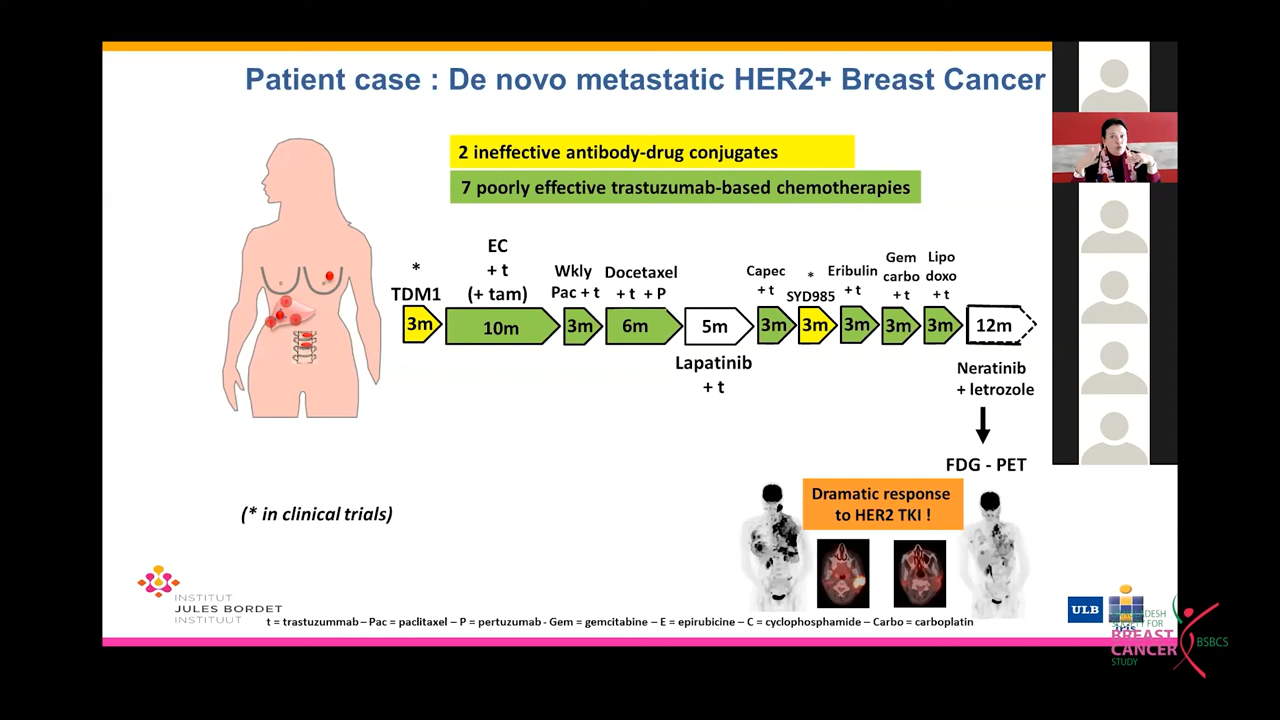 Patient case : De novo metastatic HER2+ Breast Cancer
2 ineffective antibody-drug conjugates
7 poorly effective trastuzumab-based chemotherapies
*
TDM1
EC
+ t
(+ tam)
Wkly
Pac + t
Docetaxel
+ t + P
Capec
+ t
*
SYD985
Eribulin
+ t
Gem
carbo
+ t
Lipo
doxo
+ t
3m
10m
3m
6m
5m
3m
3m
3m
3m
3m
12m
Lapatinib
+ t
Neratinib
+ letrozole
FDG - PET
Dramatic response
to HER2 TKI !
(* in clinical trials)
INSTITUT
JULES BORDET
INSTITUUT
t = trastuzummab – Pac = paclitaxel – P = pertuzumab - Gem = gemcitabine – E = epirubicine – C = cyclophosphamide – Carbo = carboplatin
ULB
iris
SOCIETY FOR
BREAST
CANCER
STUDY
BSBCS